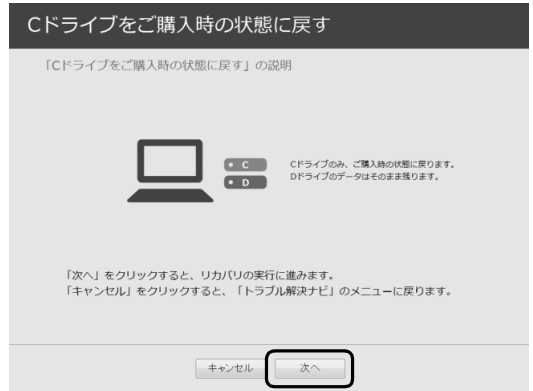 Cドライブをご購入時の状態に戻す
「Cドライブをご購入時の状態に戻す」の説明
C
Cドライブのみ、ご購入時の状態に戻ります。
D
Dドライブのデータはそのまま残ります。
「次へ」をクリックすると、リカバリの実行に進みます。
「キャンセル」をクリックすると、「トラブル解決ナビ」のメニューに戻ります。
キャンセル
次へ